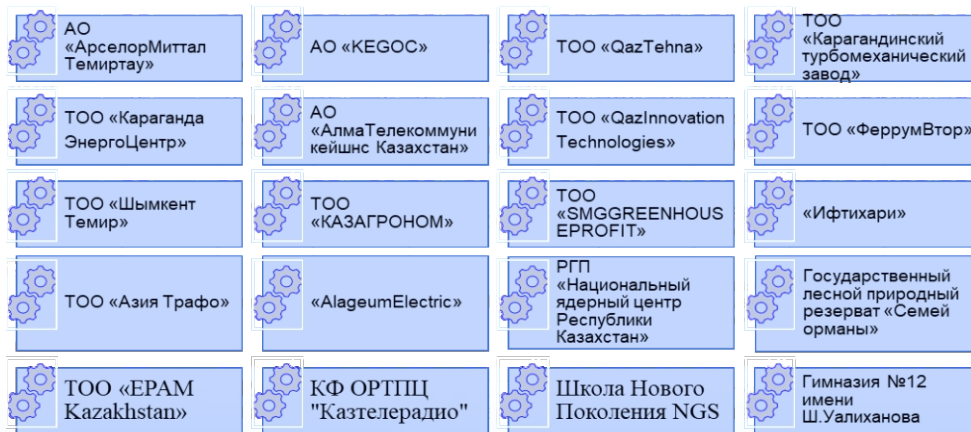 АО
«АрселорМиттал
Темиртау»
АО «KEGOC»
ТОО «QazTehna»
ТОО
«Карагандинский
турбомеханический
завод»
ТОО «Караганда
ЭнергоЦентр»
АО
«АлмаТелекоммуни
кейшнс Казахстан»
ТОО «QazInnovation
Technologies»
ТОО «ФеррумВтор»
ТОО «Шымкент
Темир»
ТОО
«КАЗАГРОНОМ»
ТОО
«SMGGREENHOUS
EPROFIT»
«Ифтихари»
ТОО «Азия Трафо»
«AlageumElectric»
РГП
«Национальный
ядерный центр
Республики
Казахстан»
Государственный
лесной природный
резерват «Семей
орманы»
ТОО «EPAM
Kazakhstan»
КФ ОРТПЦ
"Казтелерадио"
Школа Нового
Поколения NGS
Гимназия №12
имени
Ш.Уалиханова